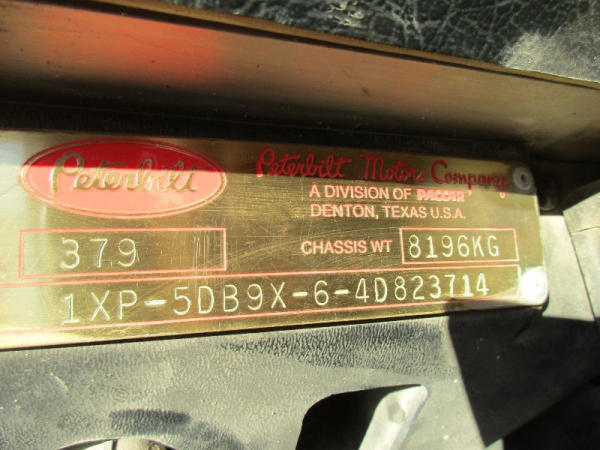 Peterbilt
Peterbilt Motors Company
A DIVISION OF PACCAR
DENTON, TEXAS U.S.A.
379
CHASSIS WT 8196KG
1XP-5DB9X-6-4D823714